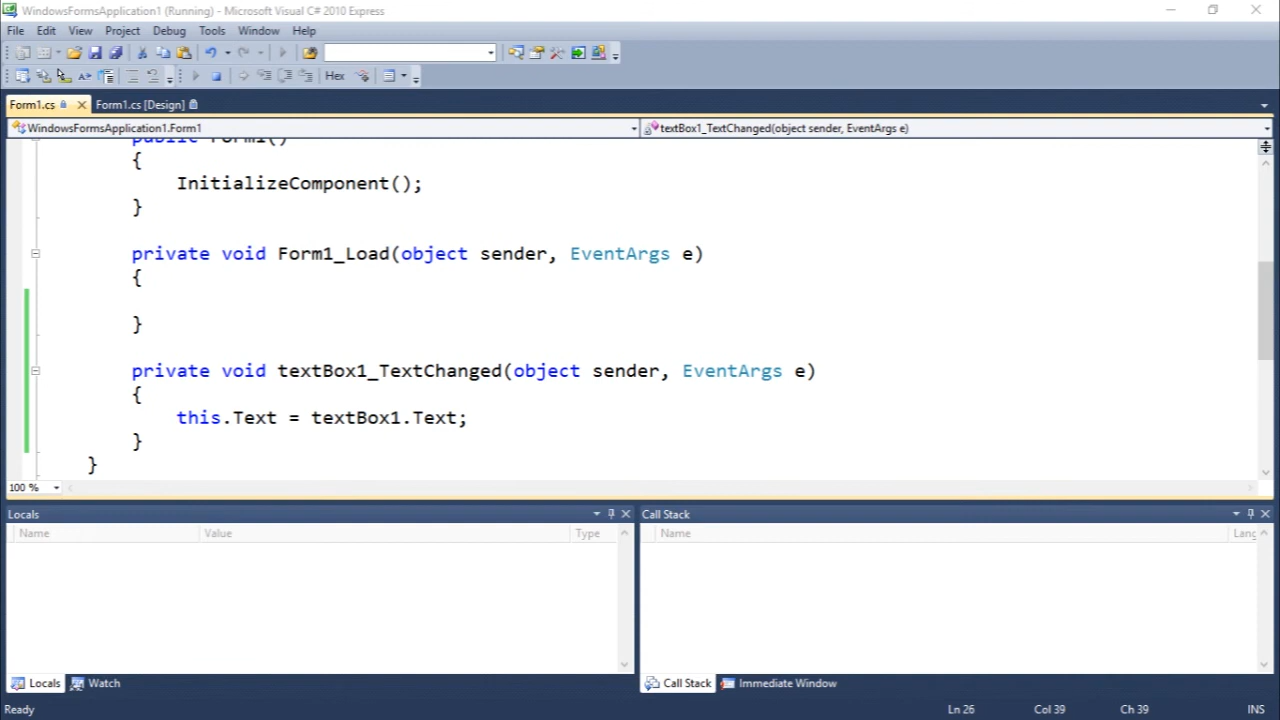 WindowsFormsApplication1 (Running) - Microsoft Visual C# 2010 Express
File Edit View Project Debug Tools Window Help
Hex
Form1.cs Form1.cs [Design]
WindowsFormsApplication1.Form1 textBox1_TextChanged(object sender, EventArgs e)
public Form1()
{
InitializeComponent();
}
private void Form1_Load(object sender, EventArgs e)
{
}
private void textBox1_TextChanged(object sender, EventArgs e)
{
this.Text = textBox1.Text;
}
}
100 %
Locals Call Stack
Name Value Type Name Lang
Locals Watch Call Stack Immediate Window
Ready Ln 26 Col 39 Ch 39 INS